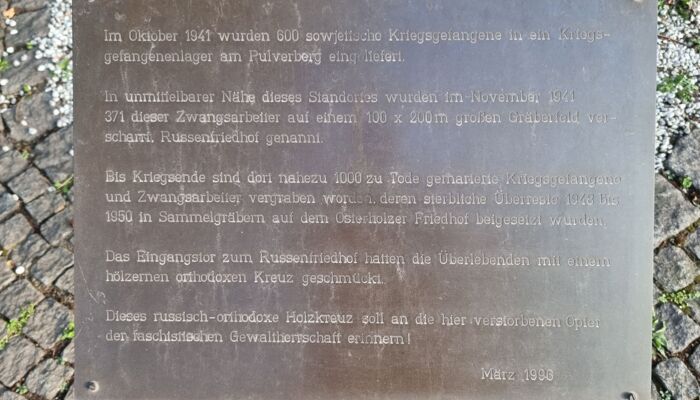 Im Oktober 1941 wurden 600 sowjetische Kriegsgefangene in ein Kriegs-
gefangenenlager am Pulverberg eingeliefert.
In unmittelbarer Nähe dieses Standortes wurden im November 1941
371 dieser Zwangsarbeiter auf einem 100 x 200m großen Gräberfeld ver-
scharrt, Russenfriedhof genannt.
Bis Kriegsende sind dort nahezu 1000 zu Tode gemarterte Kriegsgefangene
und Zwangsarbeiter vergraben worden, deren sterbliche Überreste 1948 bis
1950 in Sammelgräbern auf dem Osterholzer Friedhof beigesetzt wurden.
Das Eingangstor zum Russenfriedhof hatten die Überlebenden mit einem
hölzernen orthodoxen Kreuz geschmückt.
Dieses russisch-orthodoxe Holzkreuz soll an die hier verstorbenen Opfer
der faschistischen Gewaltherrschaft erinnern!
März